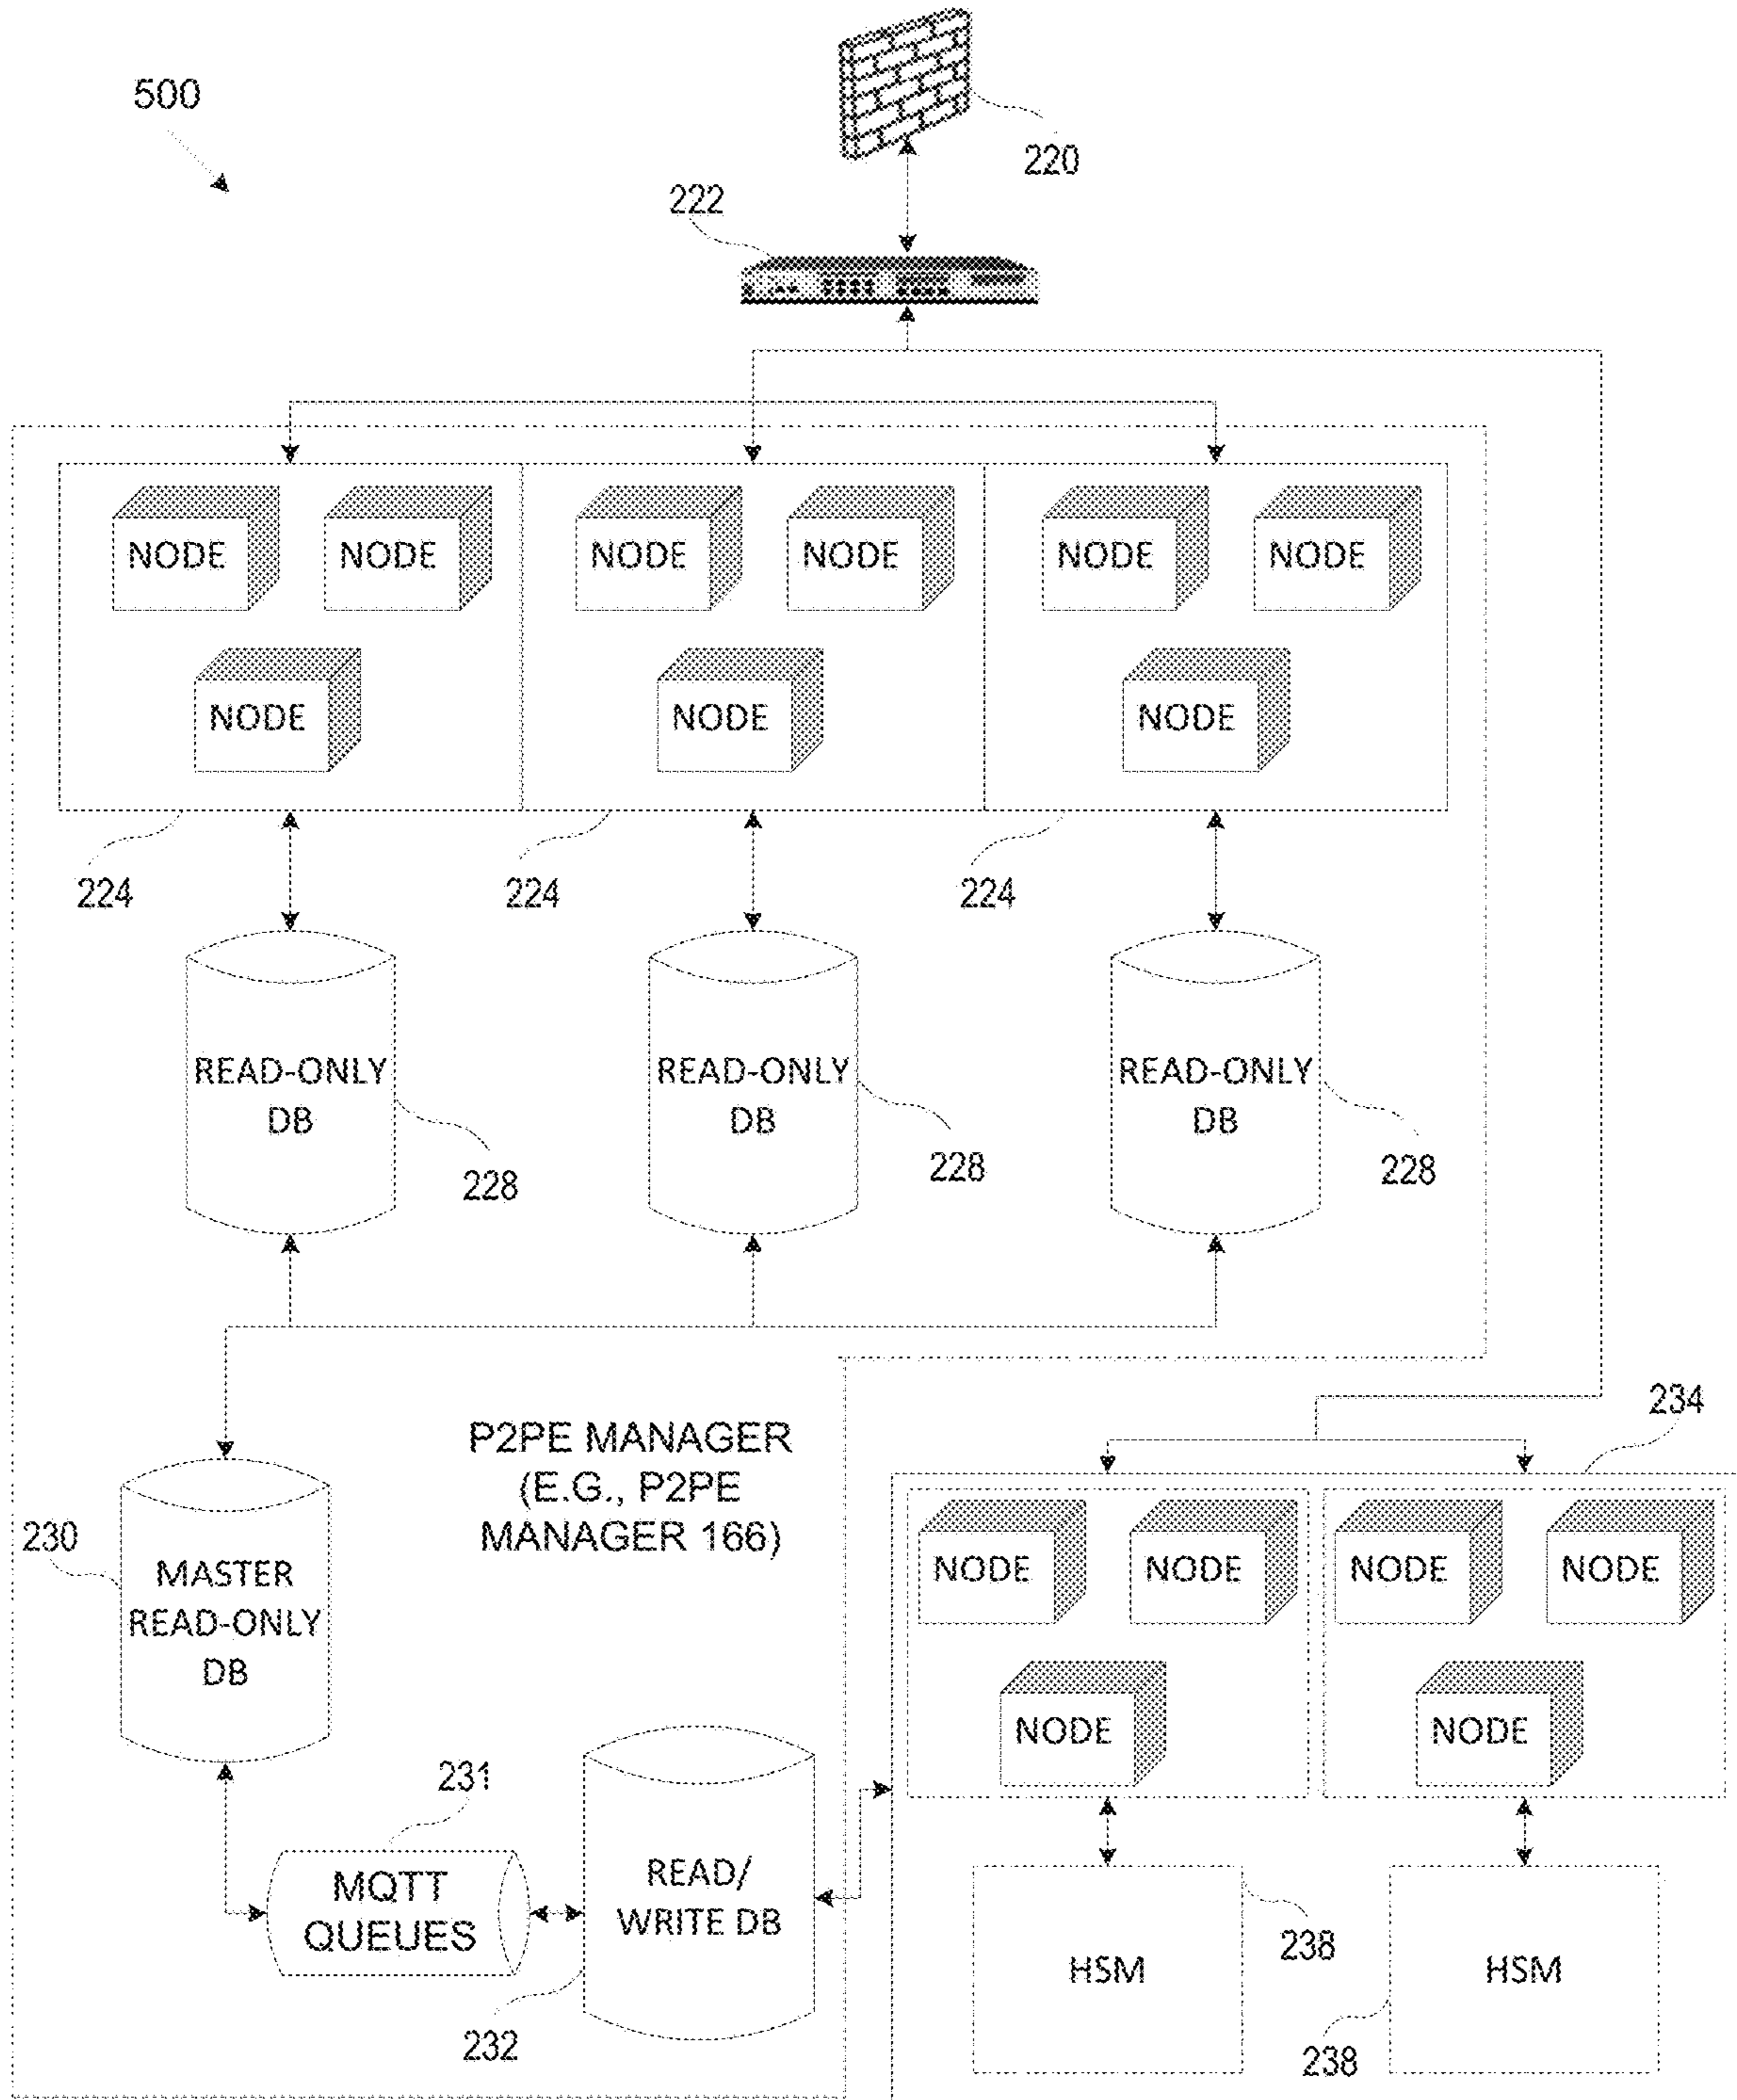 500
220
222
NODE NODE NODE NODE NODE NODE
NODE NODE NODE
224 224 224
READ-ONLY
DB
228
READ-ONLY
DB
228
READ-ONLY
DB
228
P2PE MANAGER
(E.G., P2PE
MANAGER 166)
230
MASTER
READ-ONLY
DB
231
MQTT
QUEUES
READ/
WRITE DB
232
234
NODE NODE NODE NODE
NODE NODE
HSM
238
HSM
238